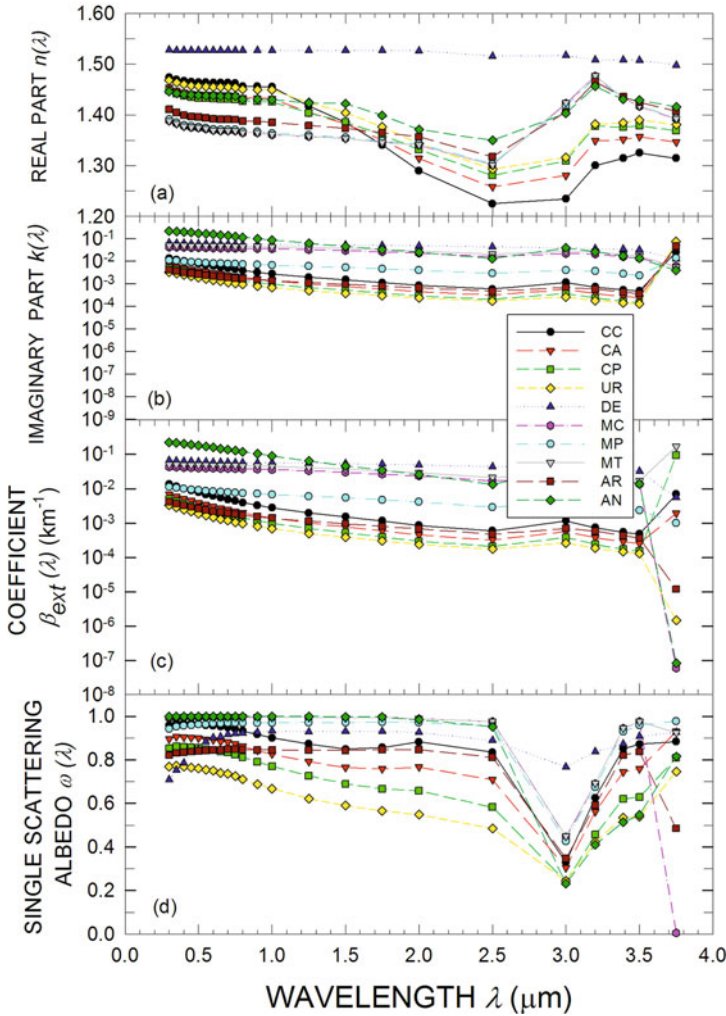 REAL PART n(λ)
1.60
1.50
1.40
1.30
1.20
(a)
IMAGINARY PART k(λ)
10⁻¹
10⁻²
10⁻³
10⁻⁴
10⁻⁵
10⁻⁶
10⁻⁷
10⁻⁸
10⁻⁹
(b)
CC
CA
CP
UR
DE
MC
MP
MT
AR
AN
COEFFICIENT
βext (λ) (km⁻¹)
10⁻¹
10⁻²
10⁻³
10⁻⁴
10⁻⁵
10⁻⁶
10⁻⁷
10⁻⁸
(c)
SINGLE SCATTERING
ALBEDO ω (λ)
1.0
0.8
0.6
0.4
0.2
0.0
(d)
0.0 0.5 1.0 1.5 2.0 2.5 3.0 3.5 4.0
WAVELENGTH λ (μm)